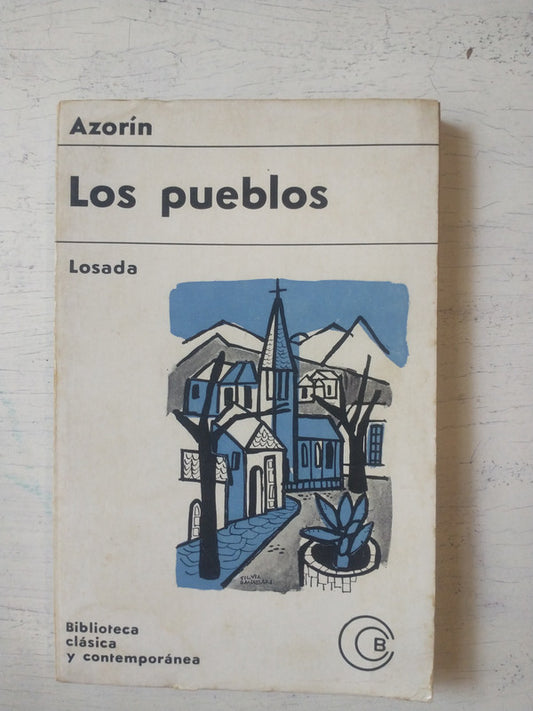 Azorín
Los pueblos
Losada
Biblioteca
clásica
y contemporánea
B